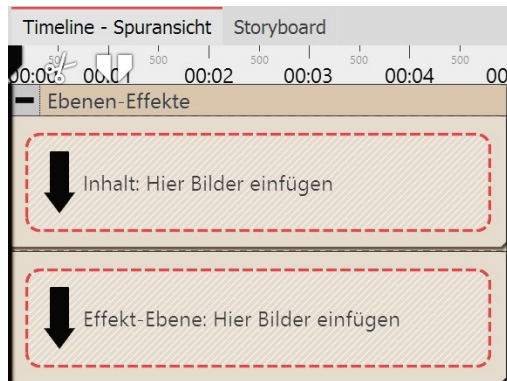 Timeline - Spuransicht Storyboard
500 500 500 500 500
00:00 00:01 00:02 00:03 00:04 00
Ebenen-Effekte
Inhalt: Hier Bilder einfügen
Effekt-Ebene: Hier Bilder einfügen